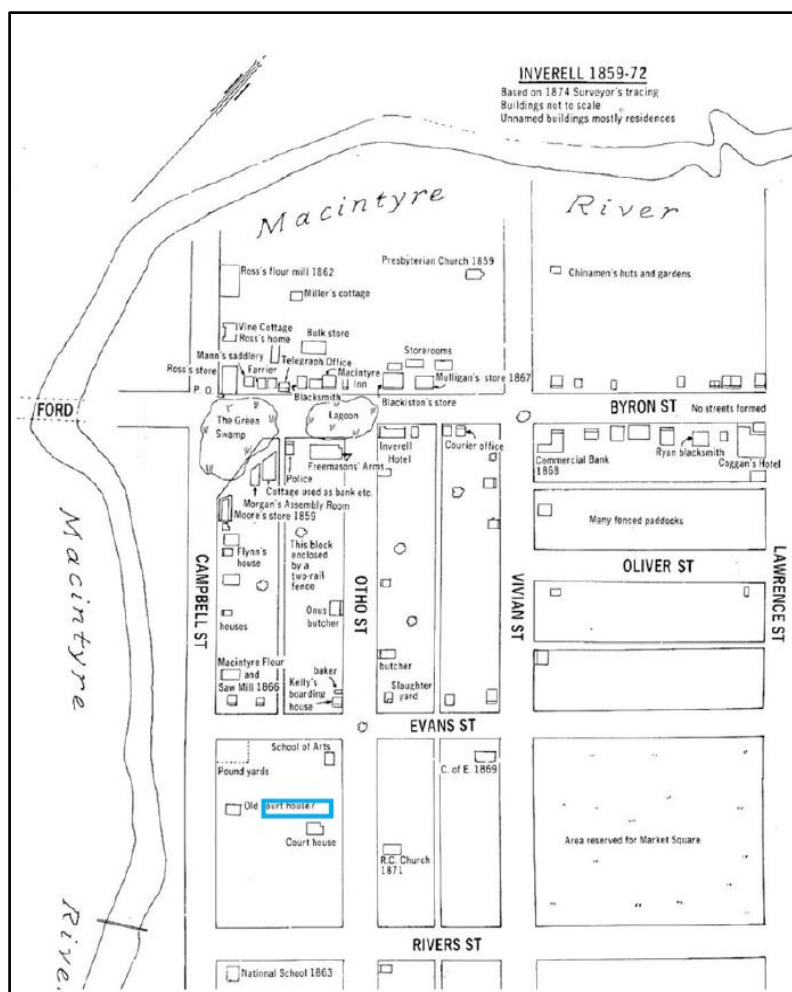 INVERELL 1859-72
Based on 1874 Surveyor's tracing
Buildings not to scale
Unnamed buildings mostly residences
Macintyre
River
Presbyterian Church 1859
Ross's flour mill 1862
Chinamen's huts and gardens
Miller's cottage
Vine Cottage
Ross's home
Bulk store
Mann's saddlery
Telegraph Office
Storerooms
Ross's store
Farrier
Macintyre
Inn
Mulligan's store 1867
P. O.
Blacksmith
Blackiston's store
BYRON ST
No streets formed
FORD
The Green
Swamp
Lagoon
Inverell
Hotel
Courier office
Commercial Bank
1868
Ryan blacksmith
Coggan's Hotel
Freemasons' Arms
Police
Cottage used as bank etc.
Morgan's Assembly Room
Moore's store 1859
Many fenced paddocks
Macintyre
CAMPBELL ST
Flynn's
house
This block
enclosed
by a
two-rail
fence
OTHO ST
VIVIAN ST
OLIVER ST
LAWRENCE ST
Onus
butcher
houses
Macintyre Flour
and
Saw Mill 1866
baker
Kelly's
boarding
house
butcher
Slaughter
yard
EVANS ST
School of Arts
Pound yards
C. of E. 1869
Old Court house?
Court house
R.C. Church
1871
Area reserved for Market Square
River
RIVERS ST
National School 1863